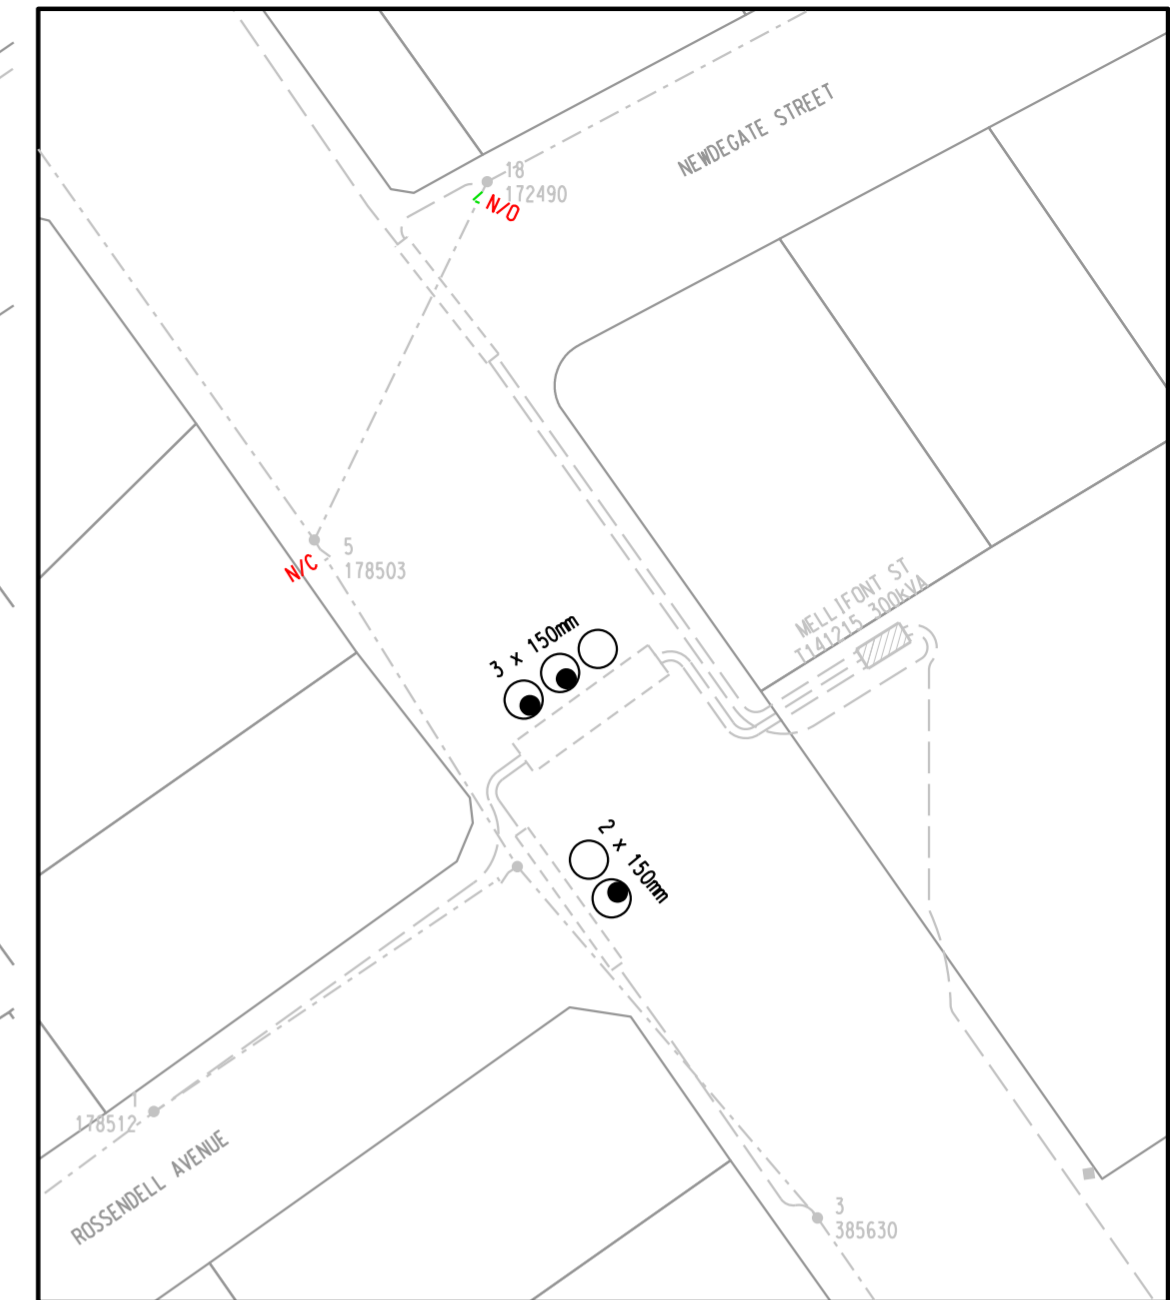 NEWDEGATE STREET
18
172490
N/O
5
178503
N/C
MELLIFONT ST
T141215 300kVA
3 x 150mm
2 x 150mm
1
178512
ROSSENDELL AVENUE
3
385630